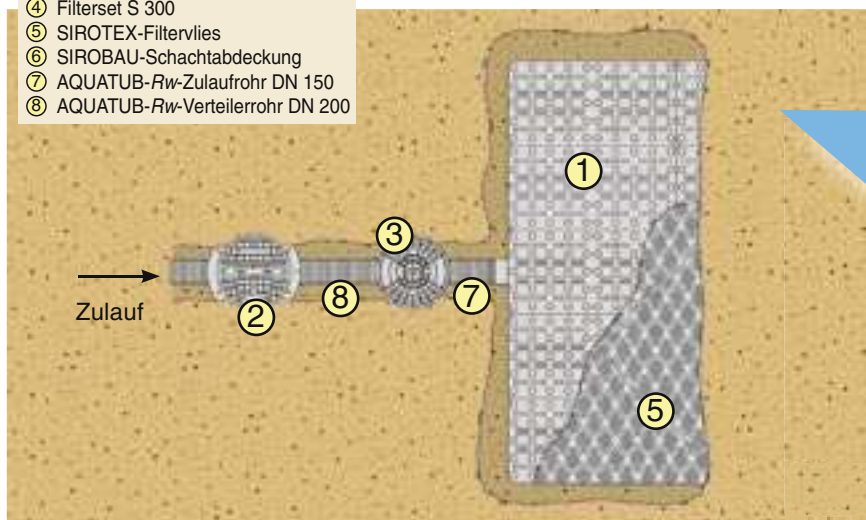 ④ Filterset S 300
⑤ SIROTEX-Filtervlies
⑥ SIROBAU-Schachtabdeckung
⑦ AQUATUB-Rw-Zulaufrohr DN 150
⑧ AQUATUB-Rw-Verteilerrohr DN 200
1
3
Zulauf
2
8
7
5